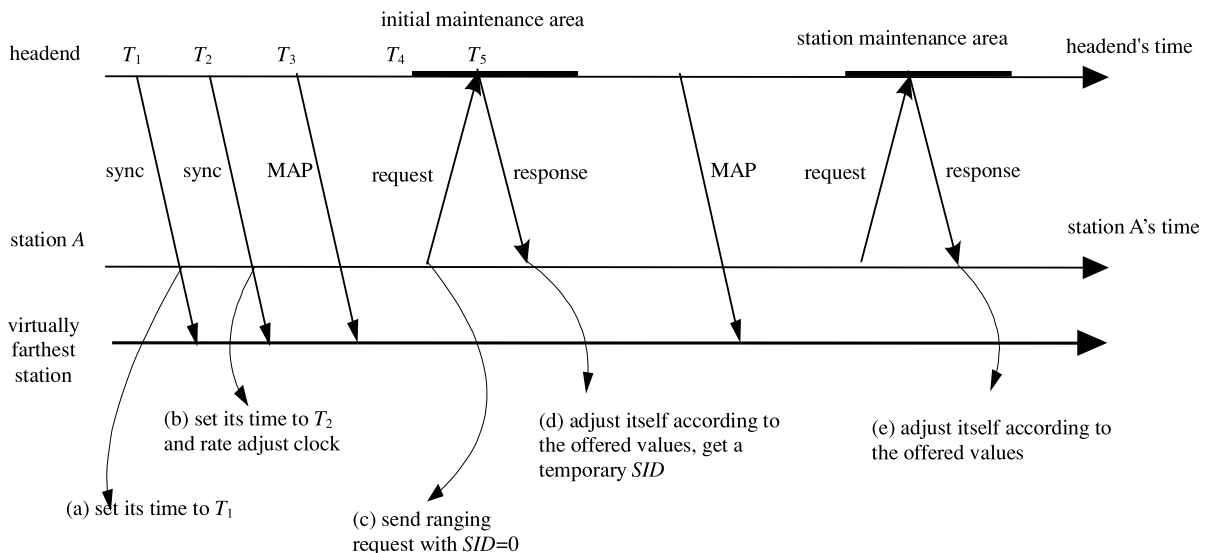 initial maintenance area
station maintenance area
headend
T1
T2
T3
T4
T5
headend's time
sync
sync
MAP
request
response
MAP
request
response
station A
station A's time
virtually
farthest
station
(b) set its time to T2
and rate adjust clock
(d) adjust itself according to
the offered values, get a
temporary SID
(e) adjust itself according to
the offered values
(a) set its time to T1
(c) send ranging
request with SID=0